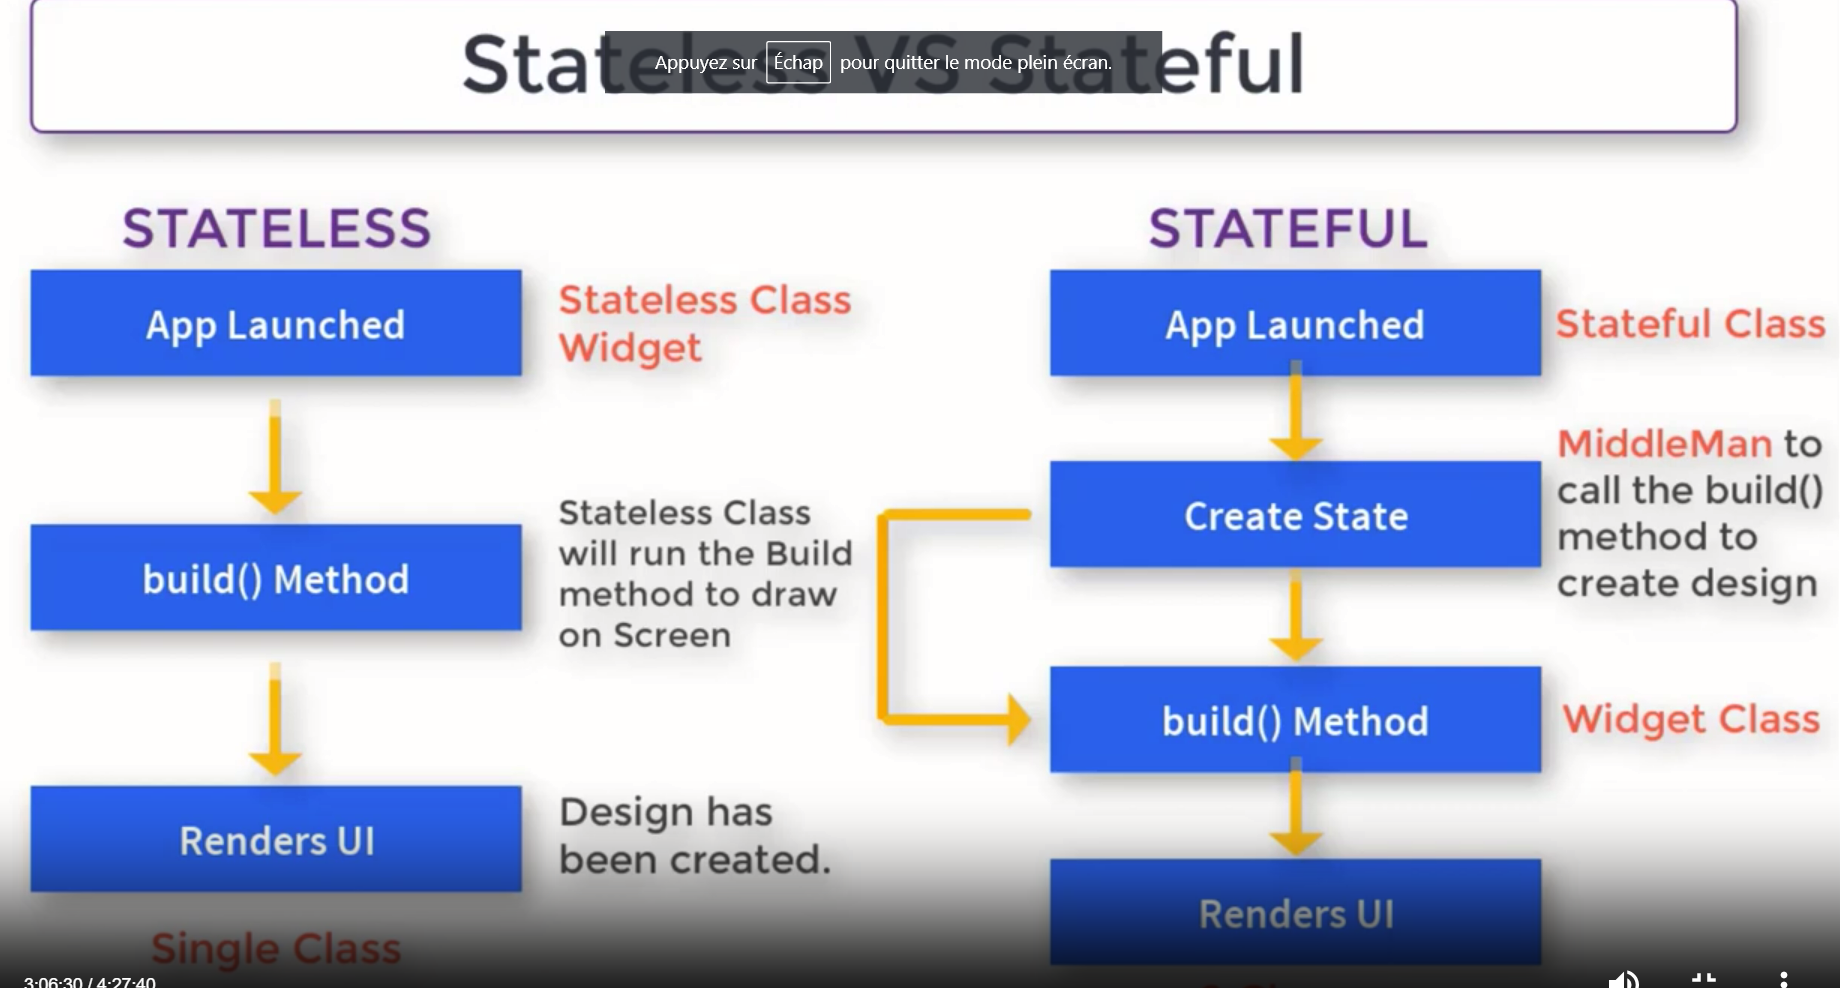 Stateless VS Stateful
Appuyez sur Échap pour quitter le mode plein écran.
STATELESS
App Launched
Stateless Class
Widget
build() Method
Stateless Class
will run the Build
method to draw
on Screen
Renders UI
Design has
been created.
Single Class
STATEFUL
App Launched
Stateful Class
Create State
MiddleMan to
call the build()
method to
create design
build() Method
Widget Class
Renders UI
3:06:30 / 4:27:40